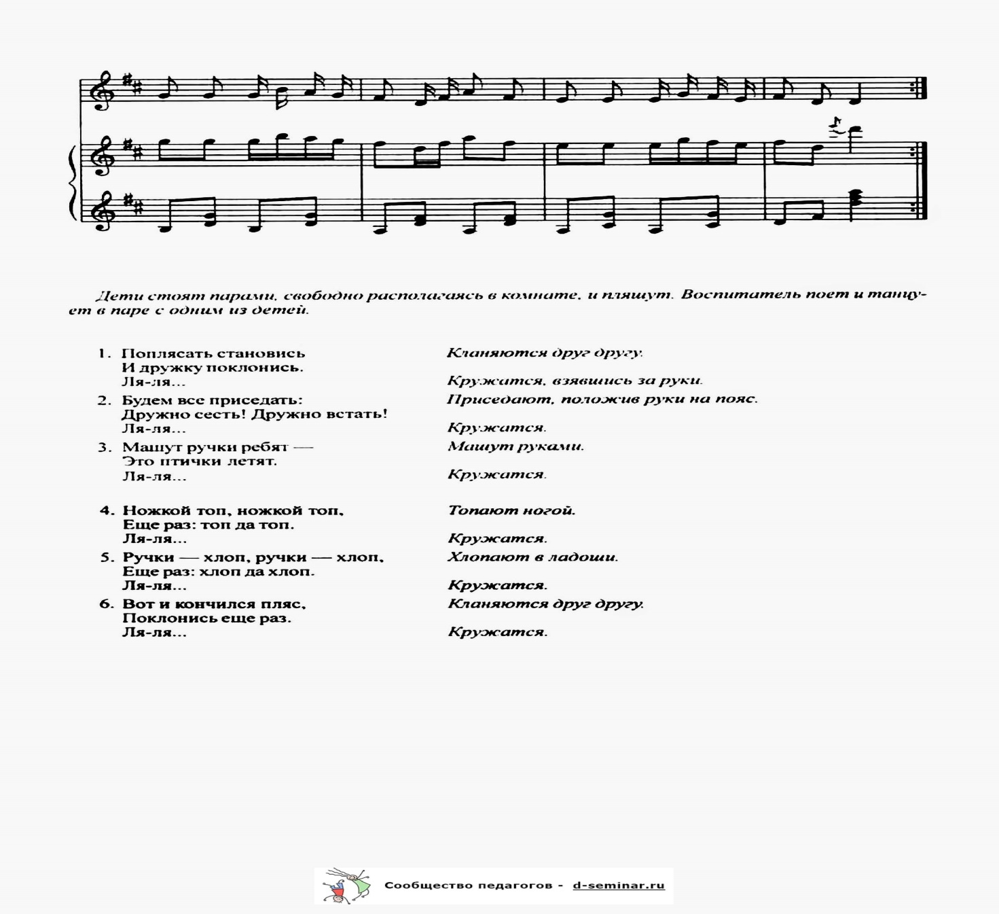 Дети стоят парами, свободно располагаясь в комнате, и пляшут. Воспитатель поет и танцу-
ет в паре с одним из детей.
1. Поплясать становись
Кланяются друг другу.
И дружку поклонись.
Ля-ля...
Кружатся, взявшись за руки.
2. Будем все приседать:
Приседают, положив руки на пояс.
Дружно сесть! Дружно встать!
Ля-ля...
Кружатся.
3. Машут ручки ребят —
Машут руками.
Это птички летят.
Ля-ля...
Кружатся.
4. Ножкой топ, ножкой топ,
Топают ногой.
Еще раз: топ да топ.
Ля-ля...
Кружатся.
5. Ручки — хлоп, ручки — хлоп,
Хлопают в ладоши.
Еще раз: хлоп да хлоп.
Ля-ля...
Кружатся.
6. Вот и кончился пляс,
Кланяются друг другу.
Поклонись еще раз.
Ля-ля...
Кружатся.
Сообщество педагогов - d-seminar.ru